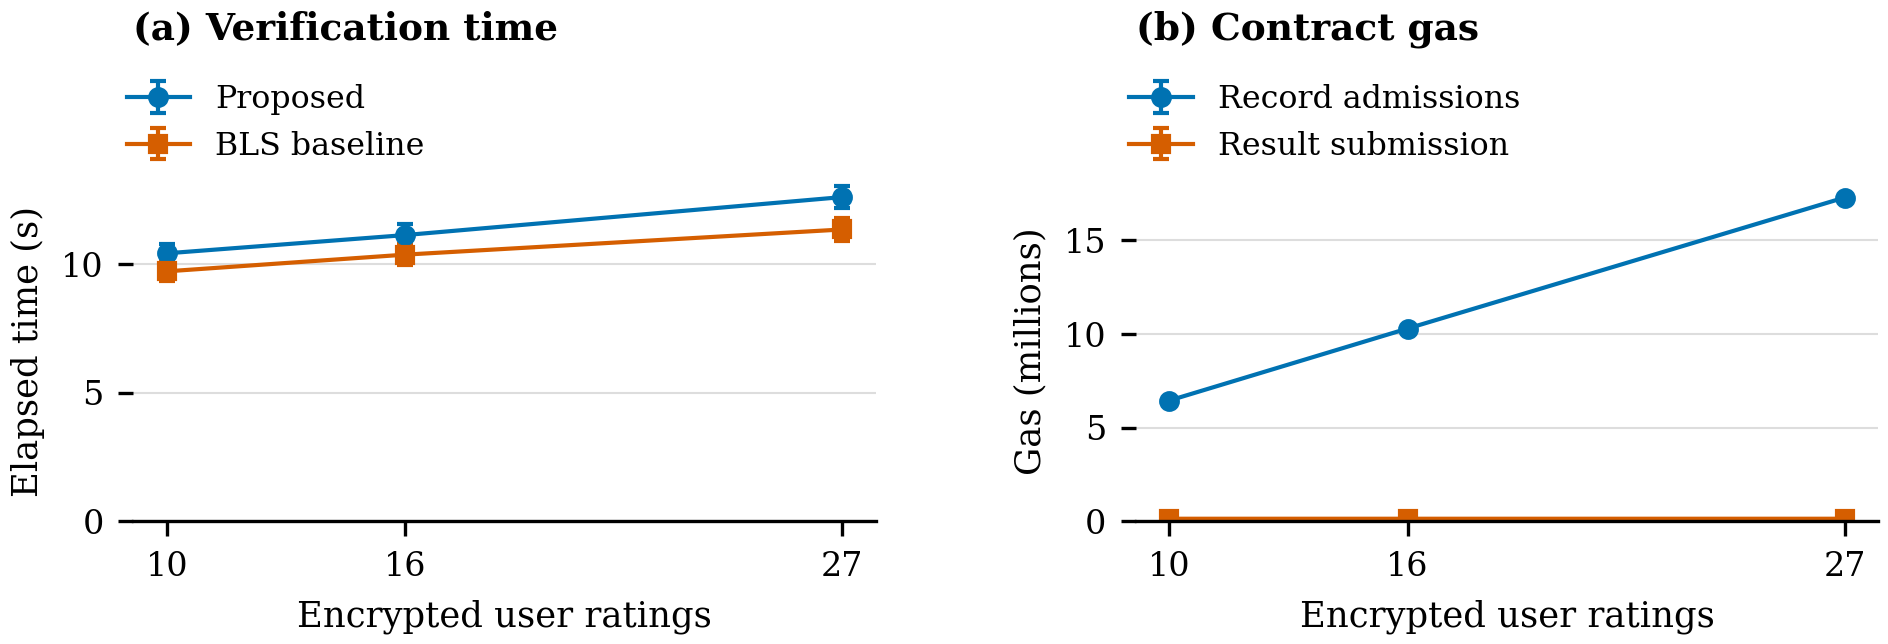 (a) Verification time
Proposed
BLS baseline
Elapsed time (s)
10
5
0
10 16 27
Encrypted user ratings
(b) Contract gas
Record admissions
Result submission
Gas (millions)
15
10
5
0
10 16 27
Encrypted user ratings